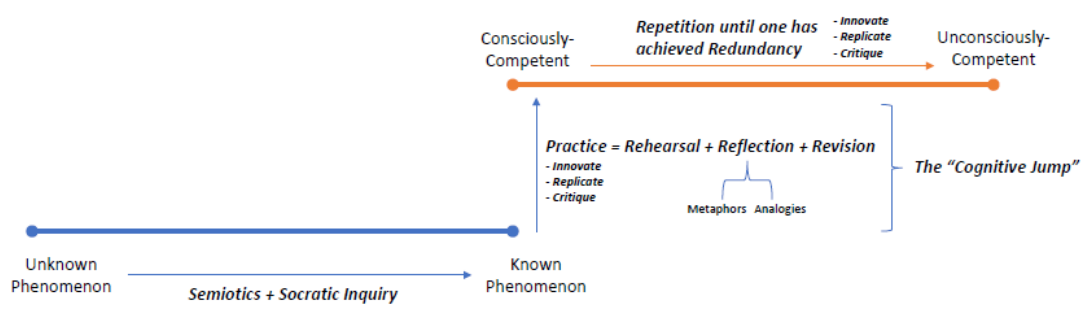 Consciously-
Competent
Repetition until one has
achieved Redundancy
- Innovate
- Replicate
- Critique
Unconsciously-
Competent
Practice = Rehearsal + Reflection + Revision
- Innovate
- Replicate
- Critique
Metaphors Analogies
The “Cognitive Jump”
Unknown
Phenomenon
Semiotics + Socratic Inquiry
Known
Phenomenon